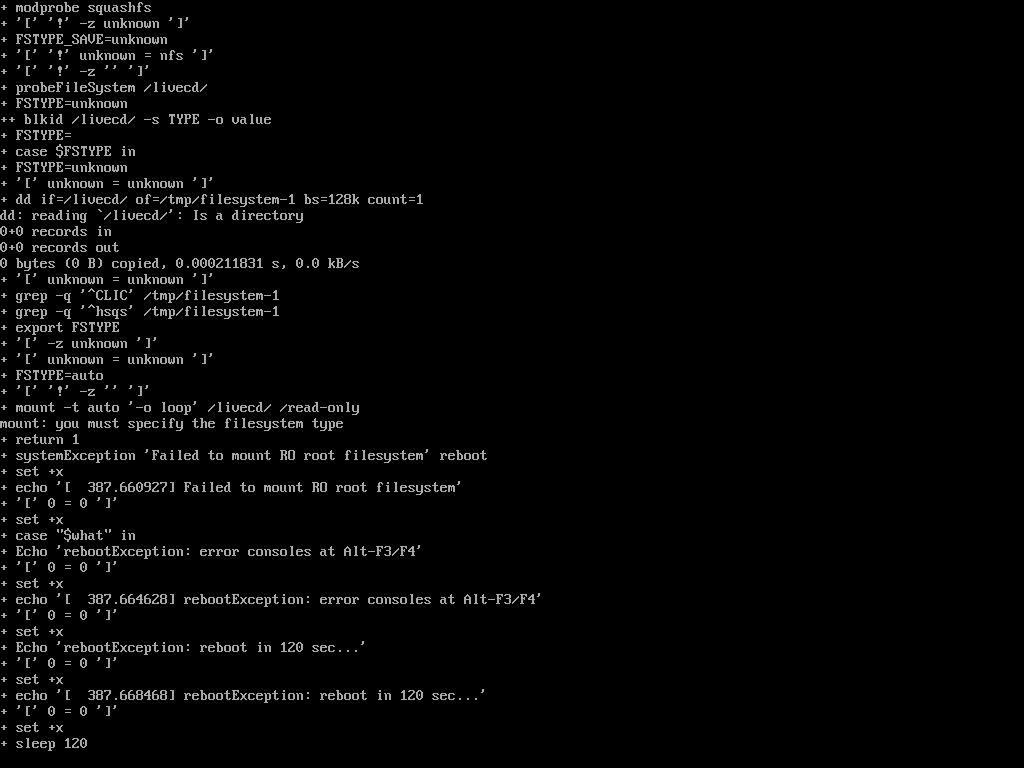 + modprobe squashfs
+ '[' '!' -z unknown ']'
+ FSTYPE_SAVE=unknown
+ '[' '!' unknown = nfs ']'
+ '[' '!' -z '' ']'
+ probeFileSystem /livecd/
+ FSTYPE=unknown
++ blkid /livecd/ -s TYPE -o value
+ FSTYPE=
+ case $FSTYPE in
+ FSTYPE=unknown
+ '[' unknown = unknown ']'
+ dd if=/livecd/ of=/tmp/filesystem-1 bs=128k count=1
dd: reading `/livecd/': Is a directory
0+0 records in
0+0 records out
0 bytes (0 B) copied, 0.000211831 s, 0.0 kB/s
+ '[' unknown = unknown ']'
+ grep -q '^CLIC' /tmp/filesystem-1
+ grep -q '^hsqs' /tmp/filesystem-1
+ export FSTYPE
+ '[' -z unknown ']'
+ '[' unknown = unknown ']'
+ FSTYPE=auto
+ '[' '!' -z '' ']'
+ mount -t auto '-o loop' /livecd/ /read-only
mount: you must specify the filesystem type
+ return 1
+ systemException 'Failed to mount RO root filesystem' reboot
+ set +x
+ echo '[  387.660927] Failed to mount RO root filesystem'
+ '[' 0 = 0 ']'
+ set +x
+ case "$what" in
+ Echo 'rebootException: error consoles at Alt-F3/F4'
+ '[' 0 = 0 ']'
+ set +x
+ echo '[  387.664628] rebootException: error consoles at Alt-F3/F4'
+ '[' 0 = 0 ']'
+ set +x
+ Echo 'rebootException: reboot in 120 sec...'
+ '[' 0 = 0 ']'
+ set +x
+ echo '[  387.668468] rebootException: reboot in 120 sec...'
+ '[' 0 = 0 ']'
+ set +x
+ sleep 120